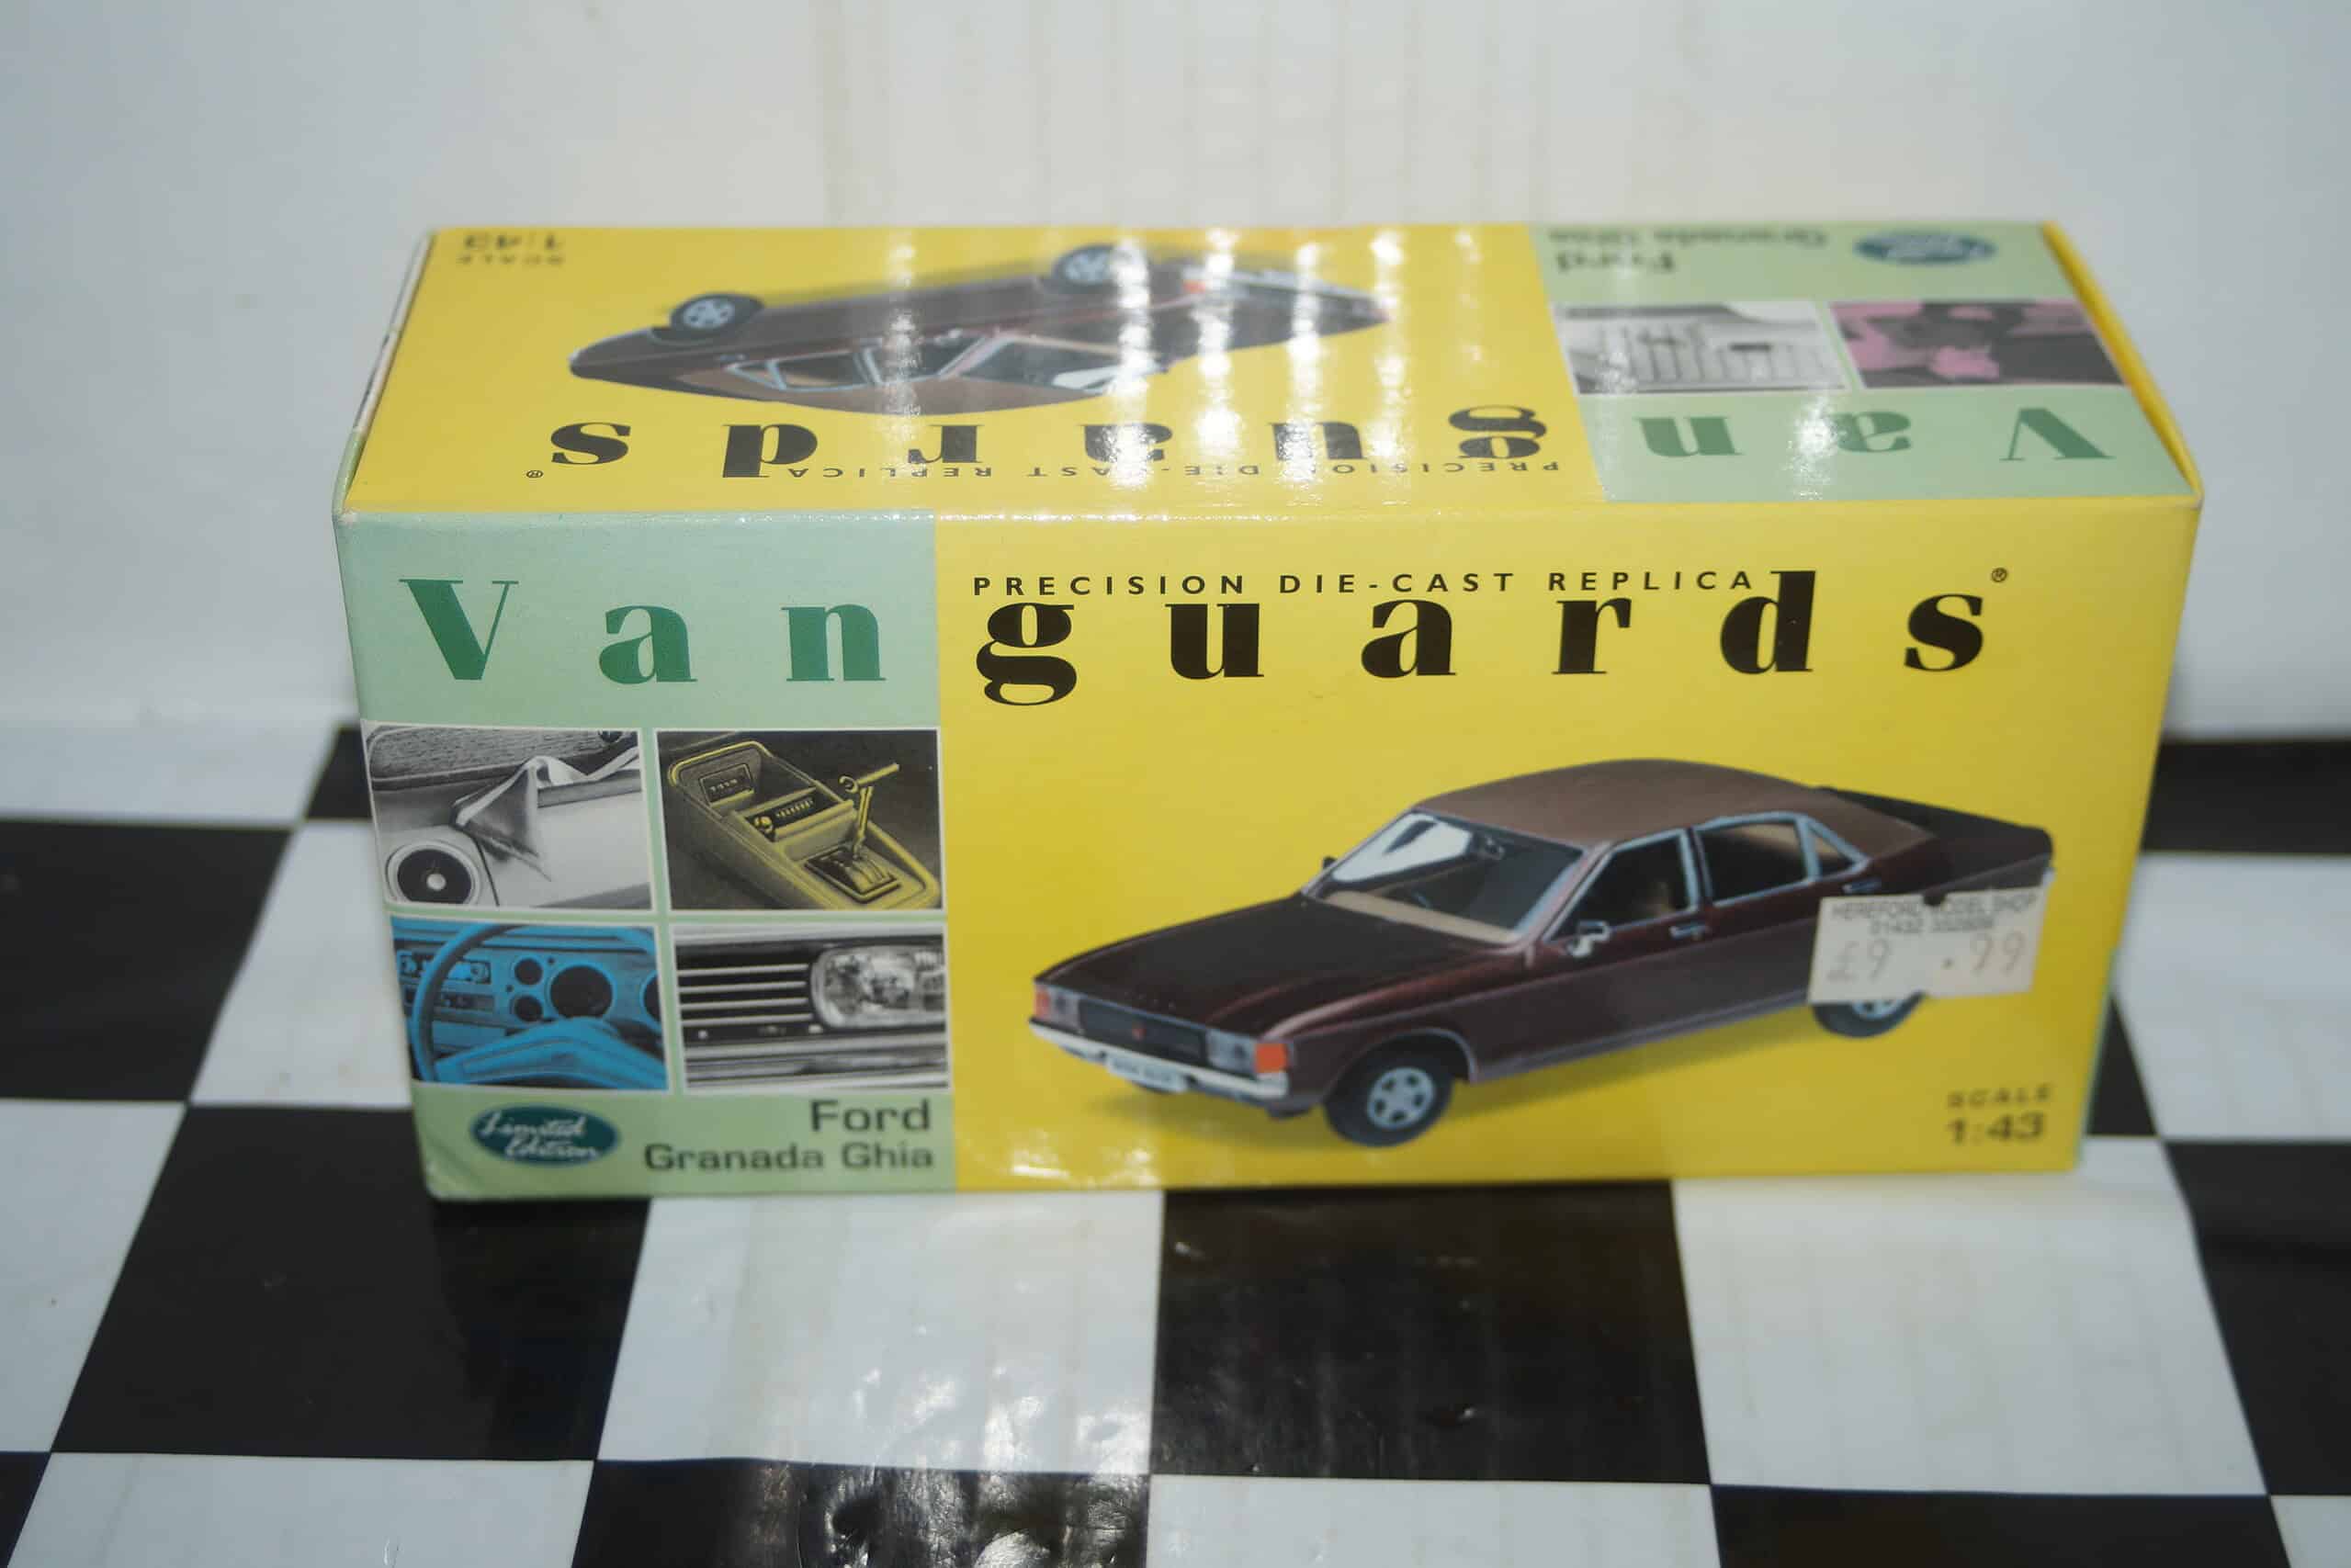 SCALE
1:43
Ford
Granada Ghia
Vanguards®
PRECISION DIE-CAST REPLICA
PRECISION DIE-CAST REPLICA
Vanguards®
HEREFORD MODEL SHOP
£9.99
Limited
Edition
Ford
Granada Ghia
SCALE
1:43